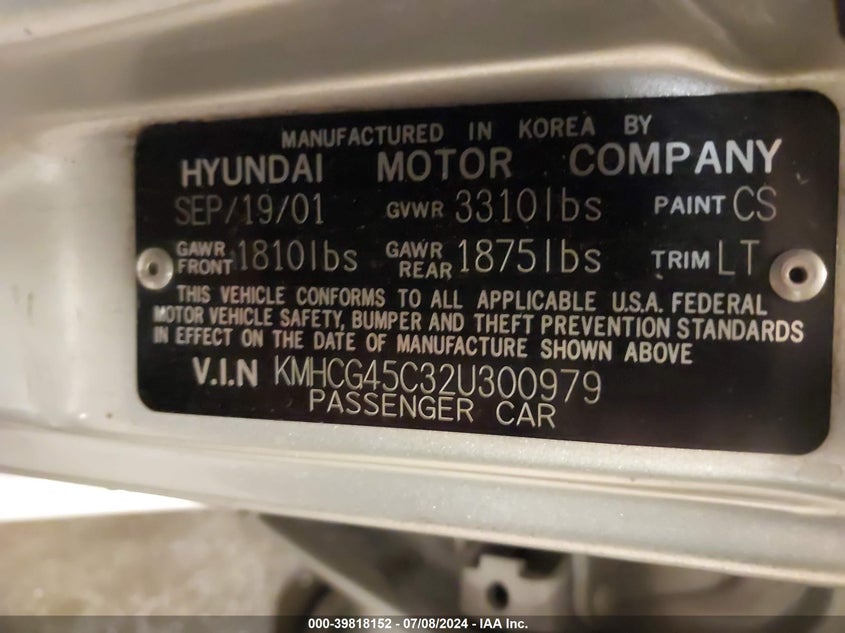 MANUFACTURED IN KOREA BY
HYUNDAI MOTOR COMPANY
SEP/19/01 GVWR 3310lbs PAINT CS
GAWR FRONT 1810lbs GAWR REAR 1875lbs TRIM LT
THIS VEHICLE CONFORMS TO ALL APPLICABLE U.S.A. FEDERAL
MOTOR VEHICLE SAFETY, BUMPER AND THEFT PREVENTION STANDARDS
IN EFFECT ON THE DATE OF MANUFACTURE SHOWN ABOVE
V.I.N KMHCG45C32U300979
PASSENGER CAR
000-39818152 - 07/08/2024 - IAA Inc.